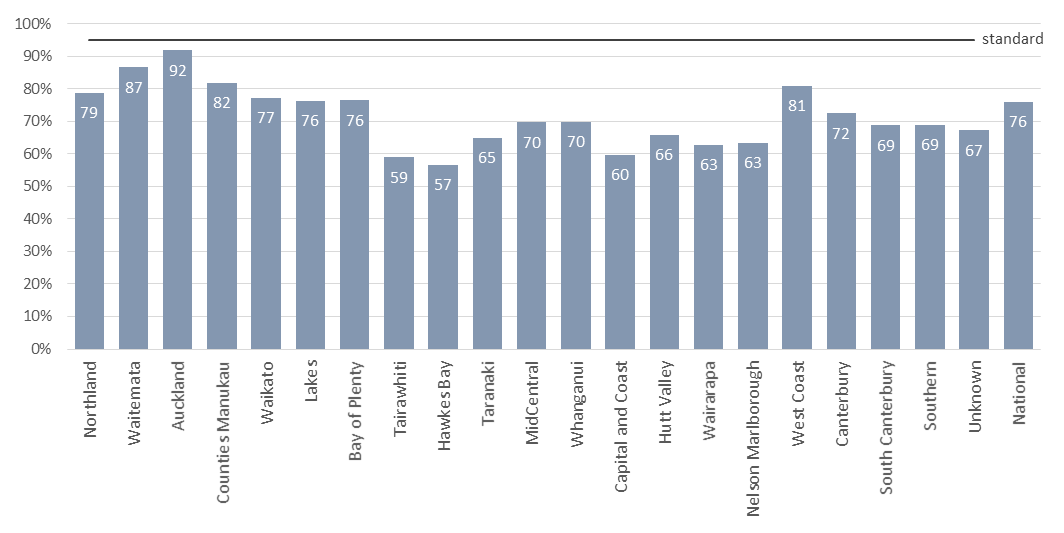 100%
90%
80%
70%
60%
50%
40%
30%
20%
10%
0%
standard
79
87
92
82
77
76
76
59
57
65
70
70
60
66
63
63
81
72
69
69
67
76
Northland
Waitemata
Auckland
Counties Manukau
Waikato
Lakes
Bay of Plenty
Tairawhiti
Hawkes Bay
Taranaki
MidCentral
Whanganui
Capital and Coast
Hutt Valley
Wairarapa
Nelson Marlborough
West Coast
Canterbury
South Canterbury
Southern
Unknown
National